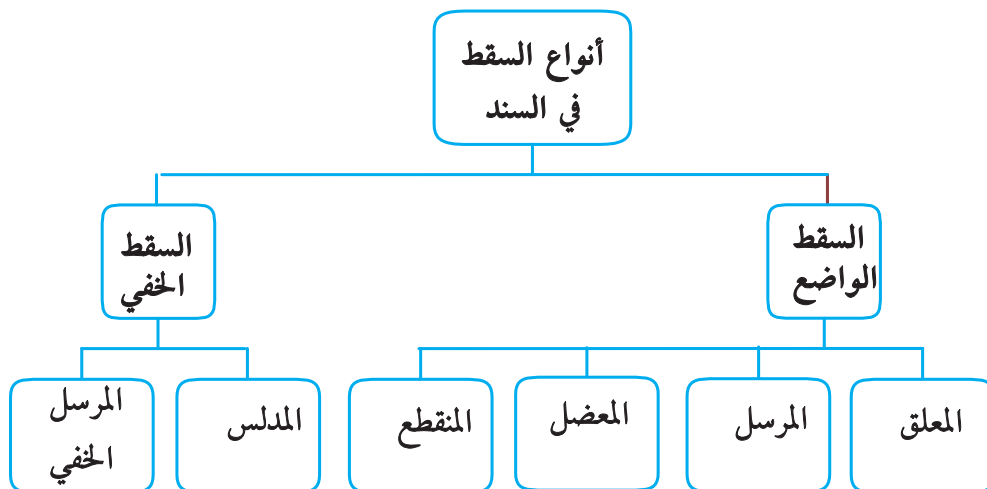 أنواع السقط
في السند
السقط
الواضع
السقط
الخفي
المعلق
المرسل
المعضل
المنقطع
المدلس
المرسل
الخفي